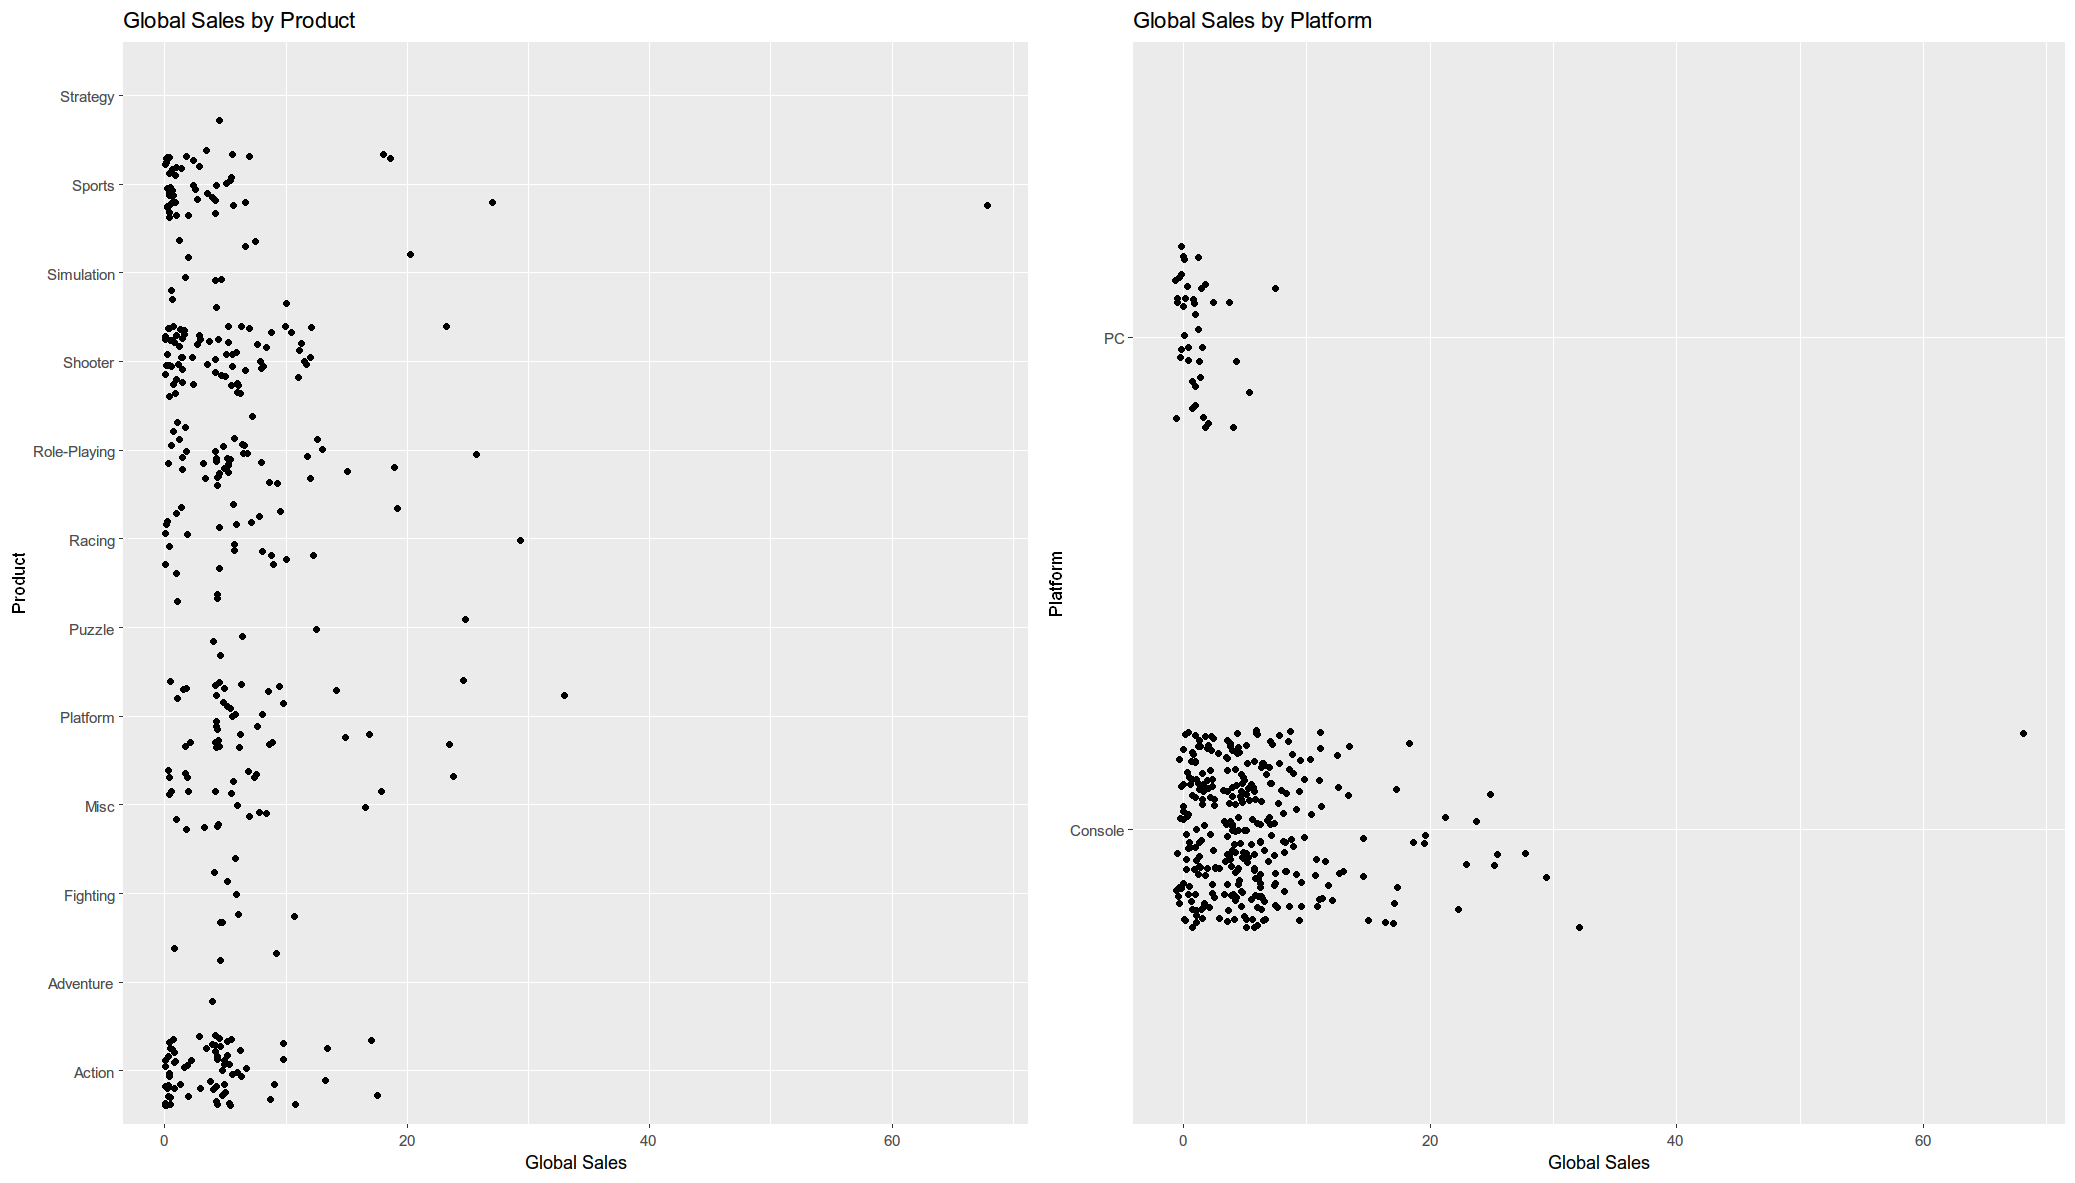 Global Sales by Product
Strategy
Sports
Simulation
Shooter
Role-Playing
Racing
Puzzle
Platform
Misc
Fighting
Adventure
Action
Product
0 20 40 60
Global Sales
Global Sales by Platform
PC
Console
Platform
0 20 40 60
Global Sales